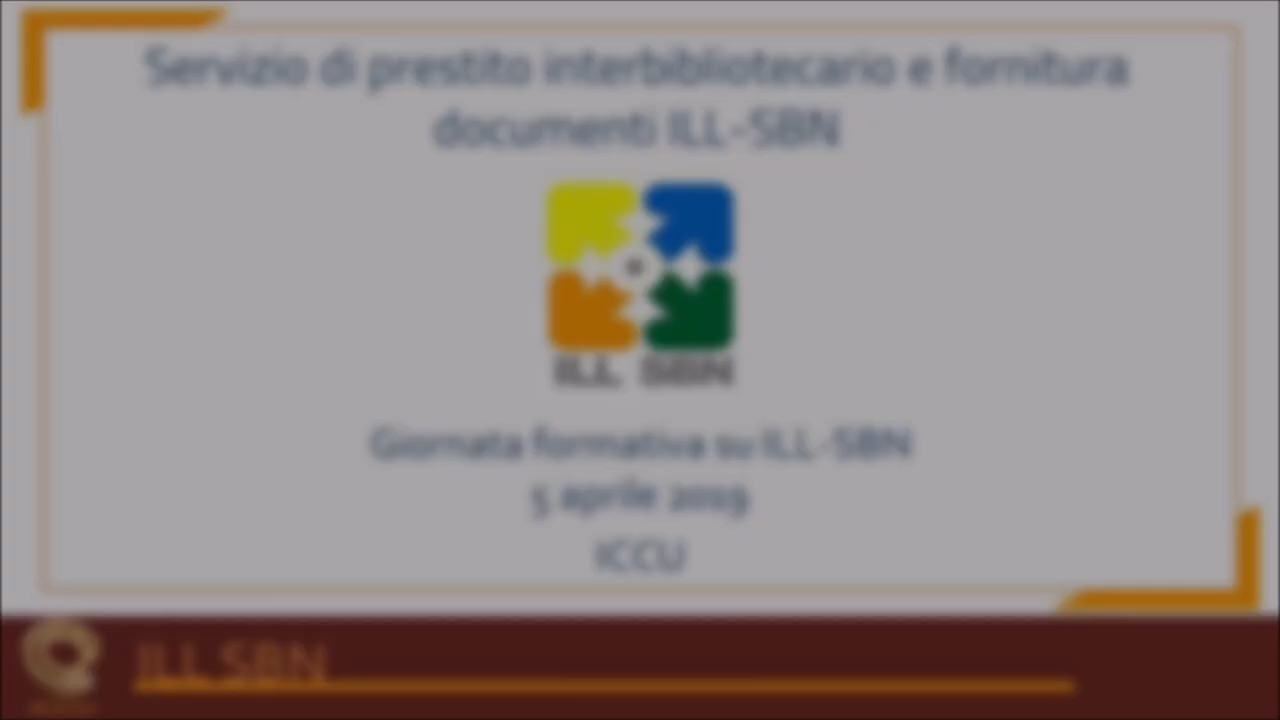 Servizio di prestito interbibliotecario e fornitura
documenti ILL-SBN
ILL SBN
Giornata formativa su ILL-SBN
5 aprile 2019
ICCU
ILL SBN